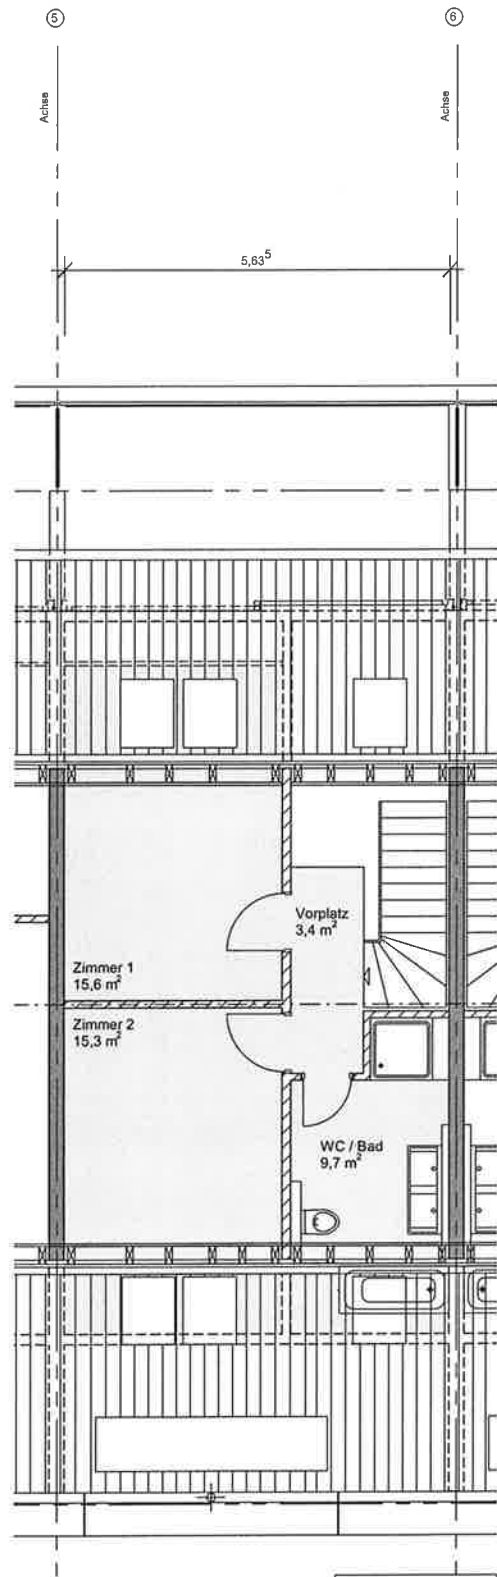 5
6
Achse
Achse
5,63⁵
Vorplatz
3,4 m²
Zimmer 1
15,6 m²
Zimmer 2
15,3 m²
WC / Bad
9,7 m²